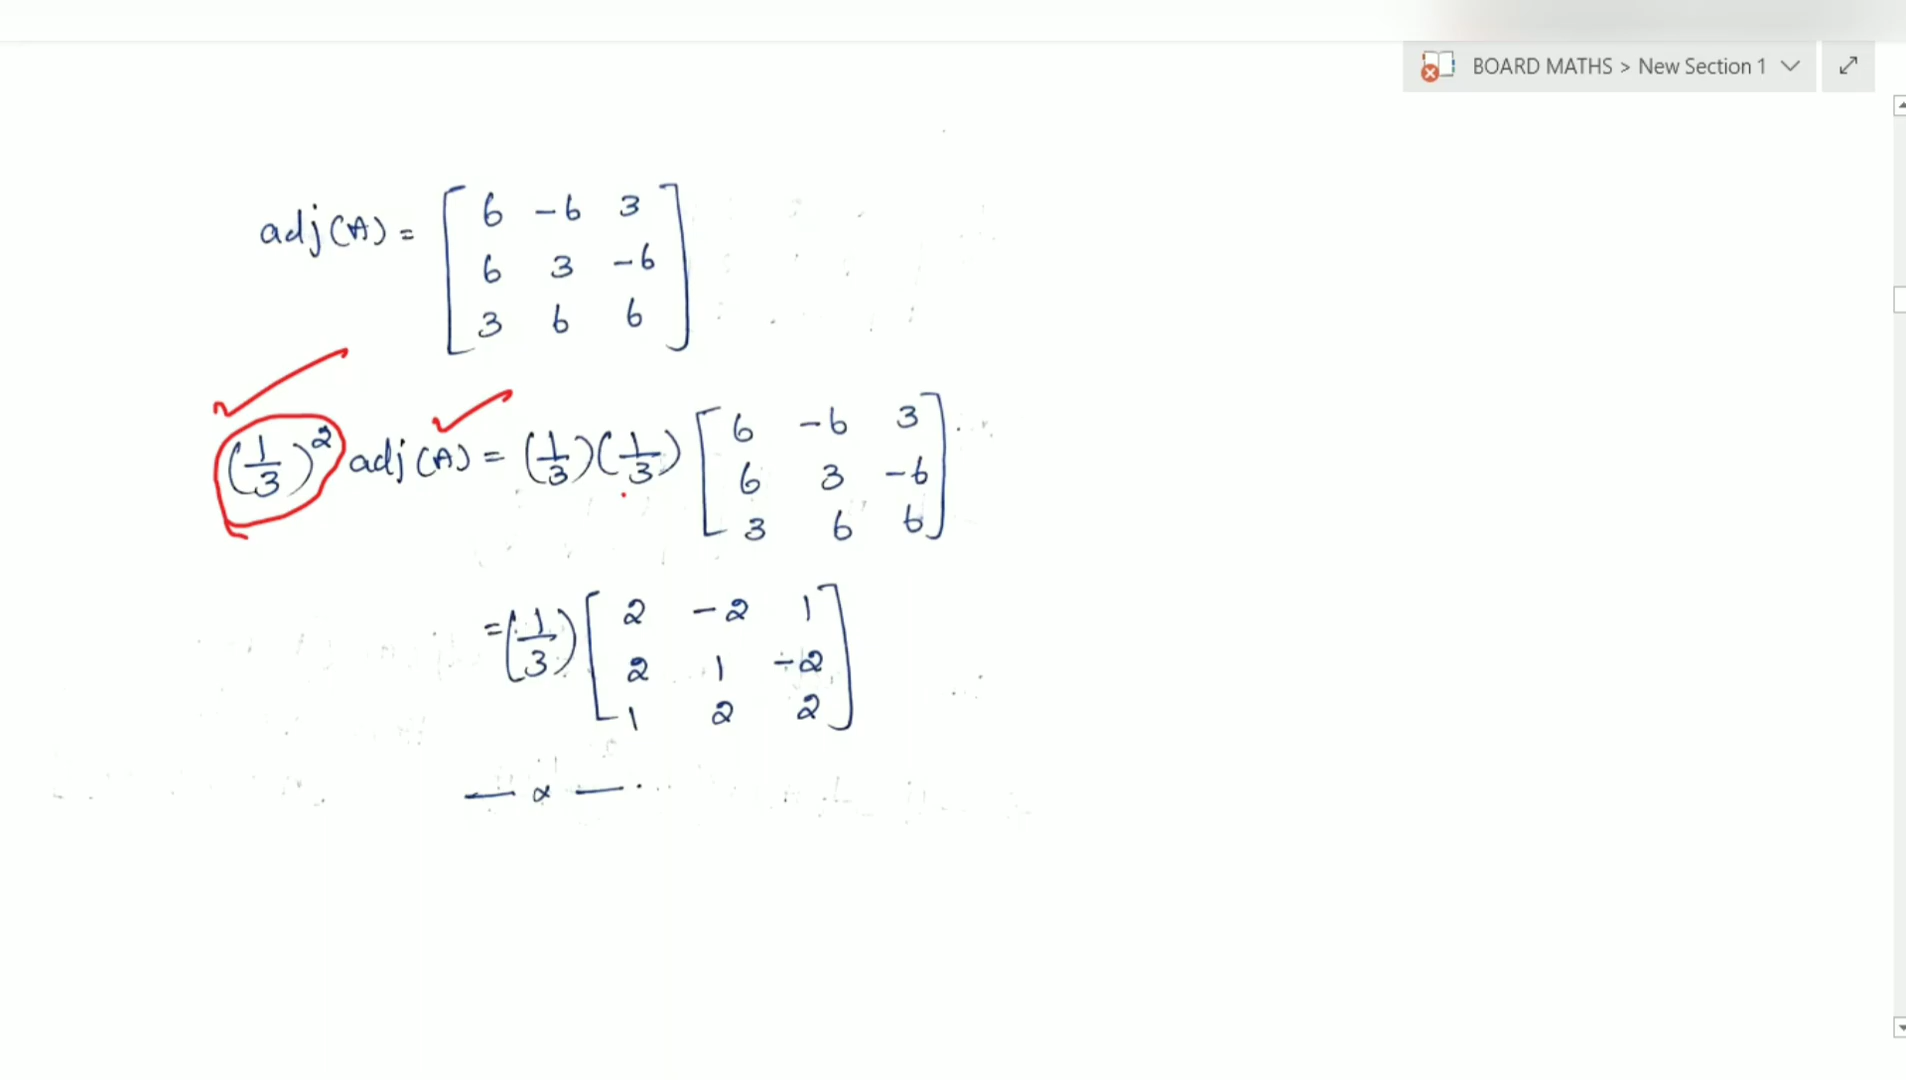 BOARD MATHS > New Section 1
adj(A) = [ 6 -6 3
6 3 -6
3 6 6 ]
(1/3)^2 adj(A) = (1/3)(1/3) [ 6 -6 3
6 3 -6
3 6 6 ]
= (1/3) [ 2 -2 1
2 1 -2
1 2 2 ]